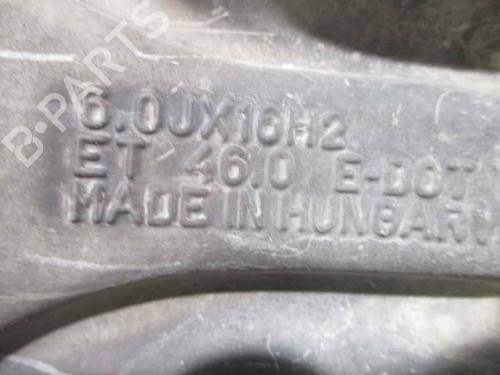 B-PARTS
6.0JX16H2
ET 46.0 E-DOT
MADE IN HUNGARY